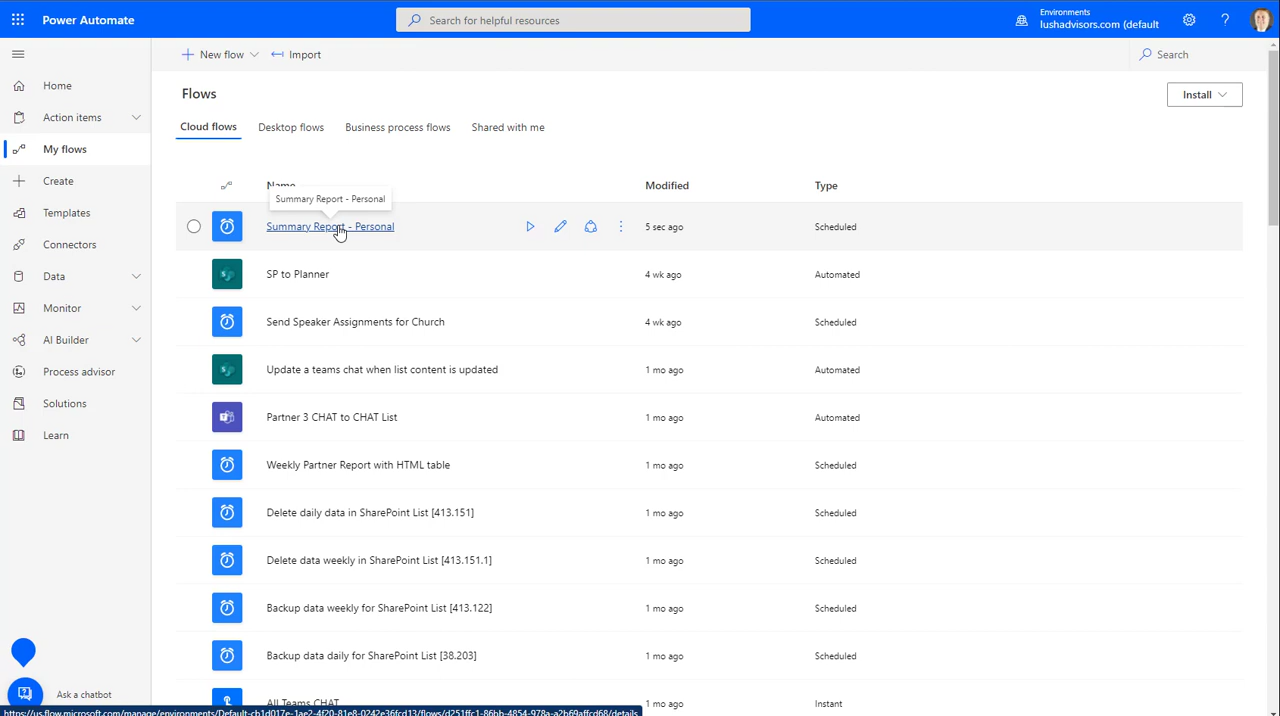 Power Automate
Search for helpful resources
Environments
lushadvisors.com (default
New flow
Import
Search
Home
Action items
My flows
Create
Templates
Connectors
Data
Monitor
AI Builder
Process advisor
Solutions
Learn
Ask a chatbot
Flows
Install
Cloud flows
Desktop flows
Business process flows
Shared with me
Name
Modified
Type
Summary Report - Personal
Summary Report - Personal
5 sec ago
Scheduled
SP to Planner
4 wk ago
Automated
Send Speaker Assignments for Church
4 wk ago
Scheduled
Update a teams chat when list content is updated
1 mo ago
Automated
Partner 3 CHAT to CHAT List
1 mo ago
Automated
Weekly Partner Report with HTML table
1 mo ago
Scheduled
Delete daily data in SharePoint List [413.151]
1 mo ago
Scheduled
Delete data weekly in SharePoint List [413.151.1]
1 mo ago
Scheduled
Backup data weekly for SharePoint List [413.122]
1 mo ago
Scheduled
Backup data daily for SharePoint List [38.203]
1 mo ago
Scheduled
All Teams CHAT
1 mo ago
Instant